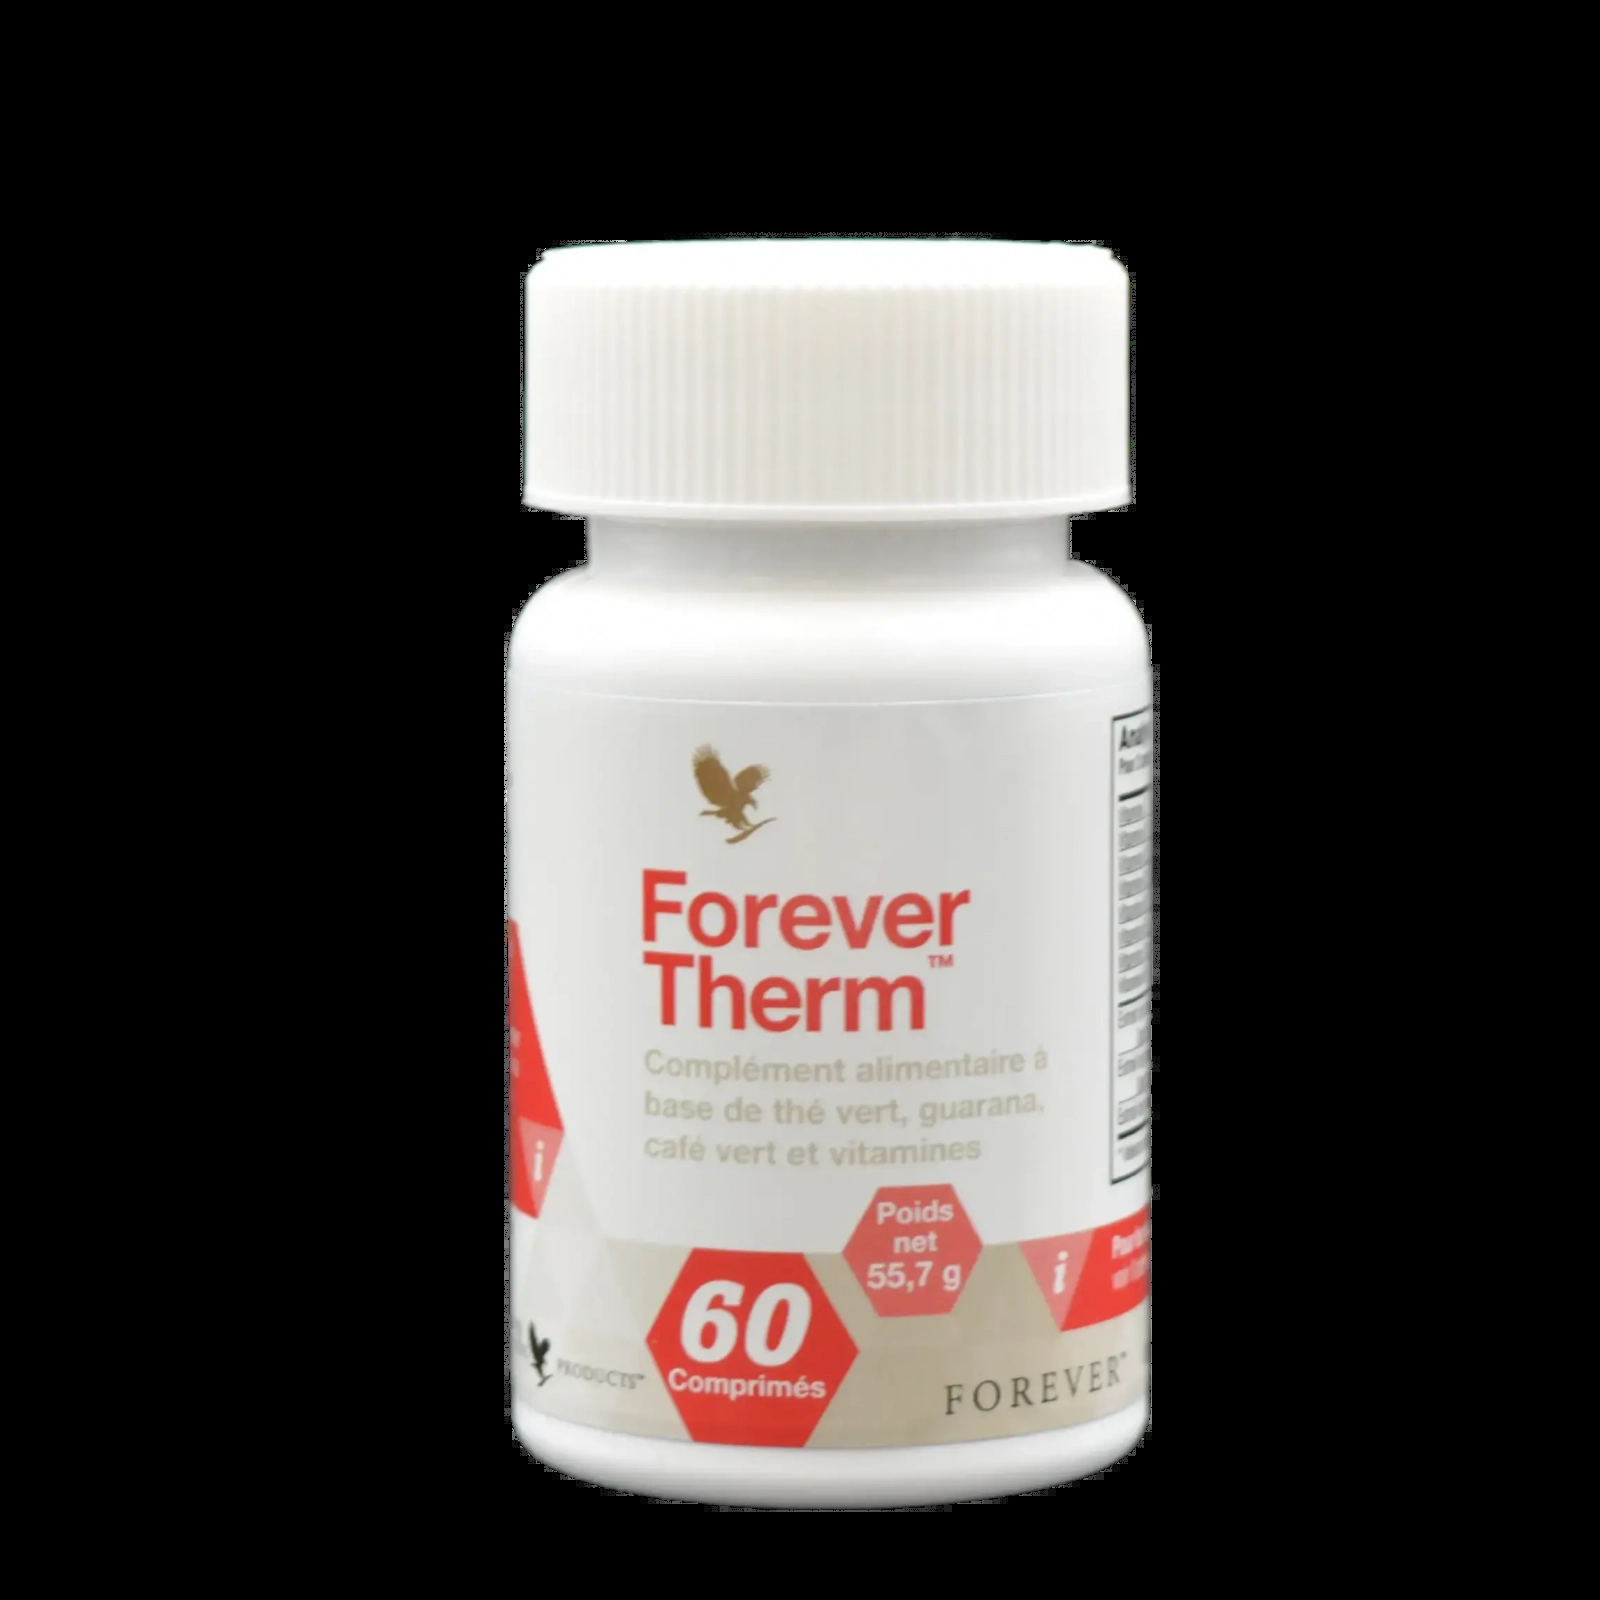 Forever
Therm™
Complément alimentaire à
base de thé vert, guarana,
café vert et vitamines
Poids
net
55,7 g
60
Comprimés
i
i
PRODUCTS™
FOREVER™